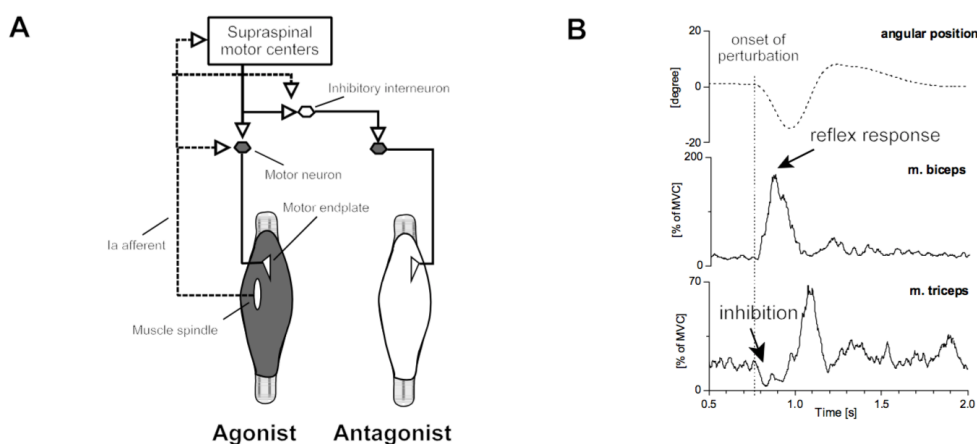 A
Supraspinal
motor centers
Inhibitory interneuron
Motor neuron
Motor endplate
Ia afferent
Muscle spindle
Agonist
Antagonist
B
onset of
perturbation
angular position
20
0
-20
[degree]
reflex response
m. biceps
200
0
[% of MVC]
m. triceps
70
0
[% of MVC]
inhibition
0.5
1.0
1.5
2.0
Time [s]